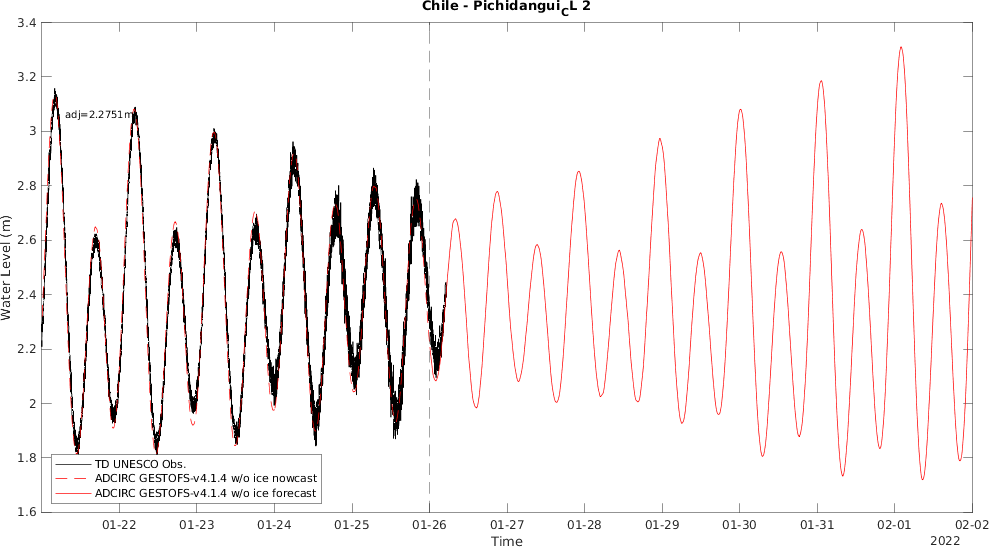 Chile - PichidanguiCL 2
Water Level (m)
3.4
3.2
3
2.8
2.6
2.4
2.2
2
1.8
1.6
adj=2.2751m
TD UNESCO Obs.
ADCIRC GESTOFS-v4.1.4 w/o ice nowcast
ADCIRC GESTOFS-v4.1.4 w/o ice forecast
01-22 01-23 01-24 01-25 01-26 01-27 01-28 01-29 01-30 01-31 02-01 02-02
Time
2022